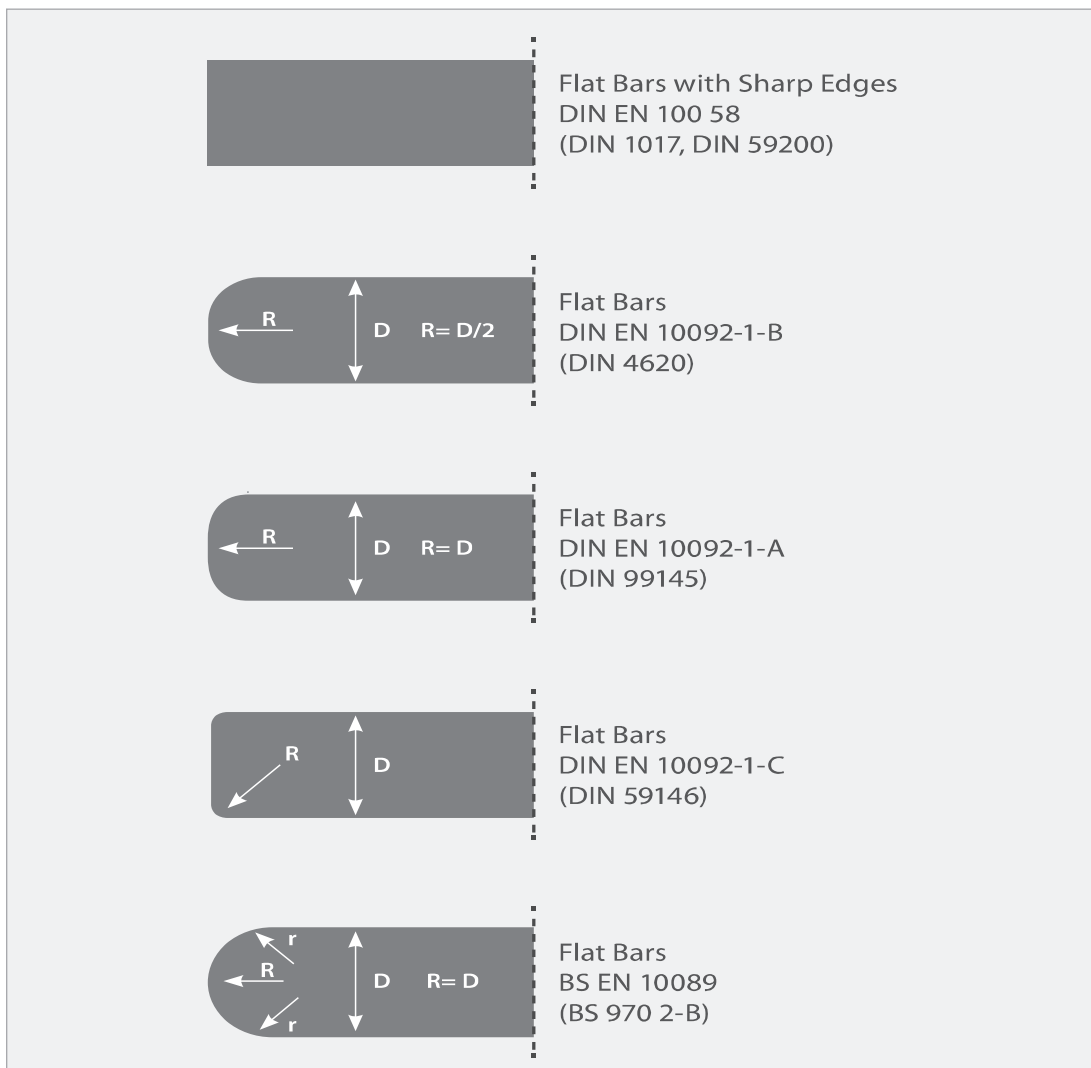 Flat Bars with Sharp Edges
DIN EN 100 58
(DIN 1017, DIN 59200)
R
D
R= D/2
Flat Bars
DIN EN 10092-1-B
(DIN 4620)
R
D
R= D
Flat Bars
DIN EN 10092-1-A
(DIN 99145)
R
D
Flat Bars
DIN EN 10092-1-C
(DIN 59146)
r
R
r
D
R= D
Flat Bars
BS EN 10089
(BS 970 2-B)